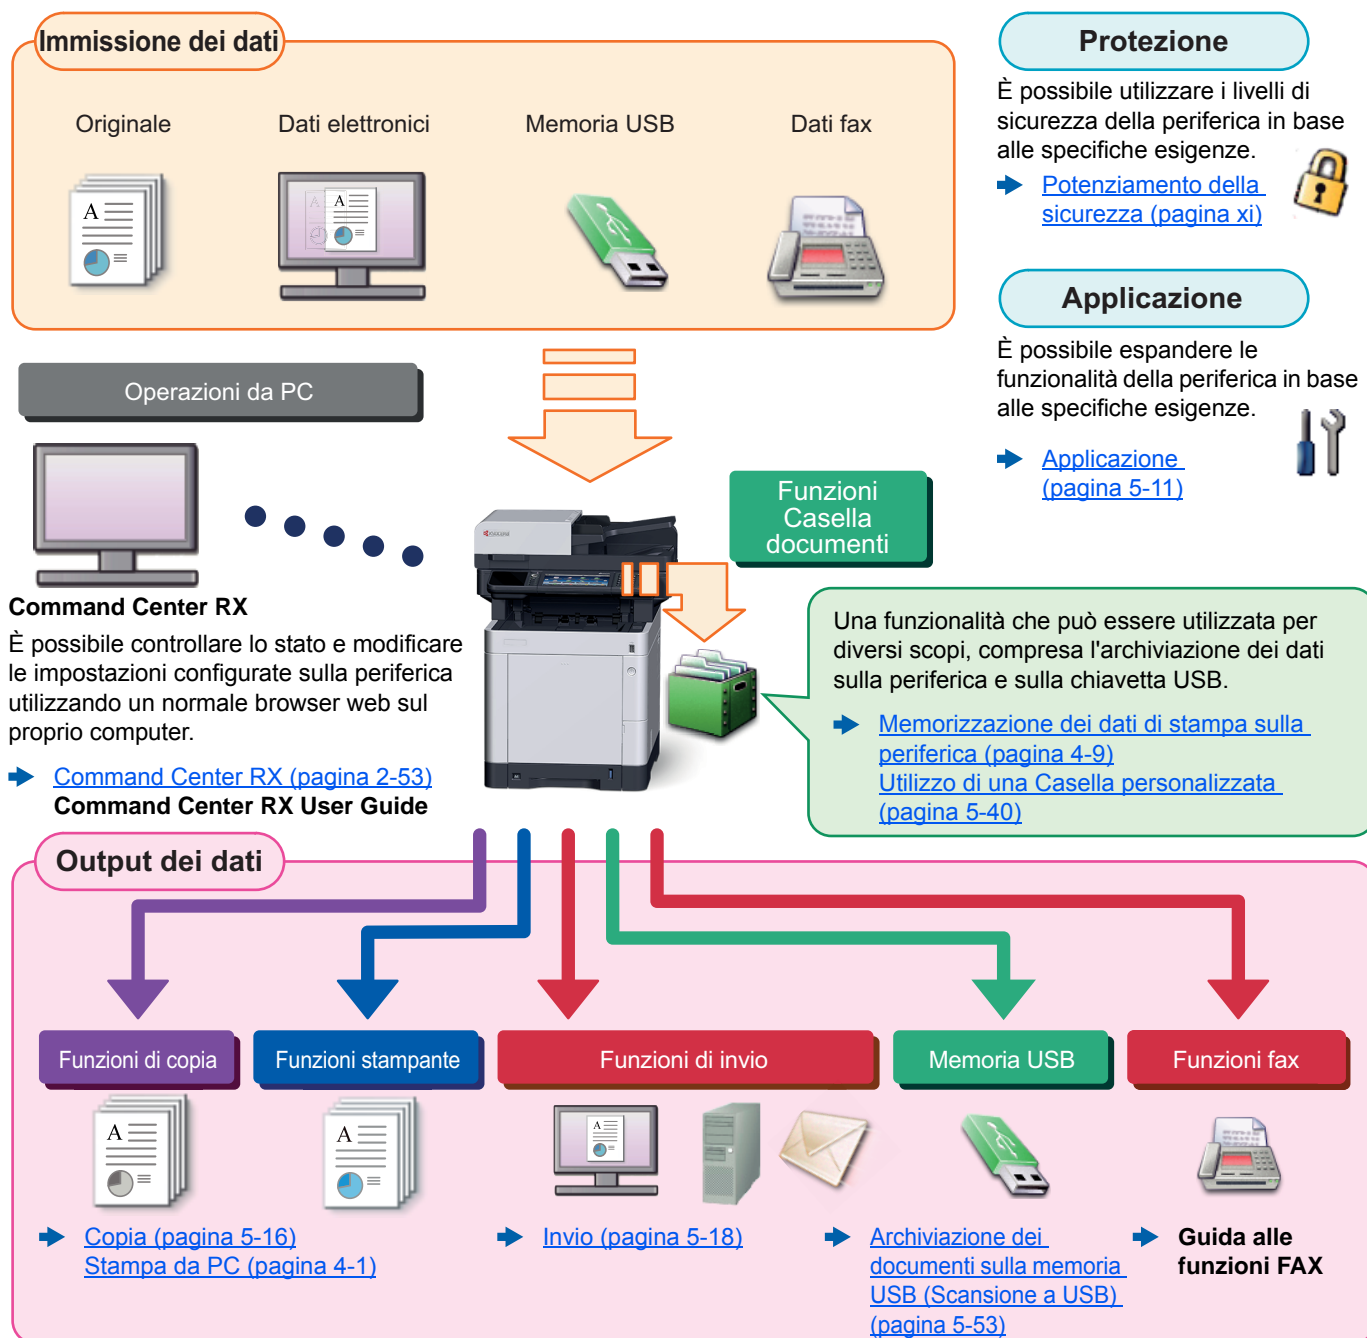 Immissione dei dati
Originale
Dati elettronici
Memoria USB
Dati fax
Protezione
È possibile utilizzare i livelli di
sicurezza della periferica in base
alle specifiche esigenze.
Potenziamento della
sicurezza (pagina xi)
Applicazione
È possibile espandere le
funzionalità della periferica in base
alle specifiche esigenze.
Applicazione
(pagina 5-11)
Operazioni da PC
Command Center RX
È possibile controllare lo stato e modificare
le impostazioni configurate sulla periferica
utilizzando un normale browser web sul
proprio computer.
Command Center RX (pagina 2-53)
Command Center RX User Guide
Funzioni
Casella
documenti
Una funzionalità che può essere utilizzata per
diversi scopi, compresa l'archiviazione dei dati
sulla periferica e sulla chiavetta USB.
Memorizzazione dei dati di stampa sulla
periferica (pagina 4-9)
Utilizzo di una Casella personalizzata
(pagina 5-40)
Output dei dati
Funzioni di copia
Funzioni stampante
Funzioni di invio
Memoria USB
Funzioni fax
Copia (pagina 5-16)
Stampa da PC (pagina 4-1)
Invio (pagina 5-18)
Archiviazione dei
documenti sulla memoria
USB (Scansione a USB)
(pagina 5-53)
Guida alle
funzioni FAX